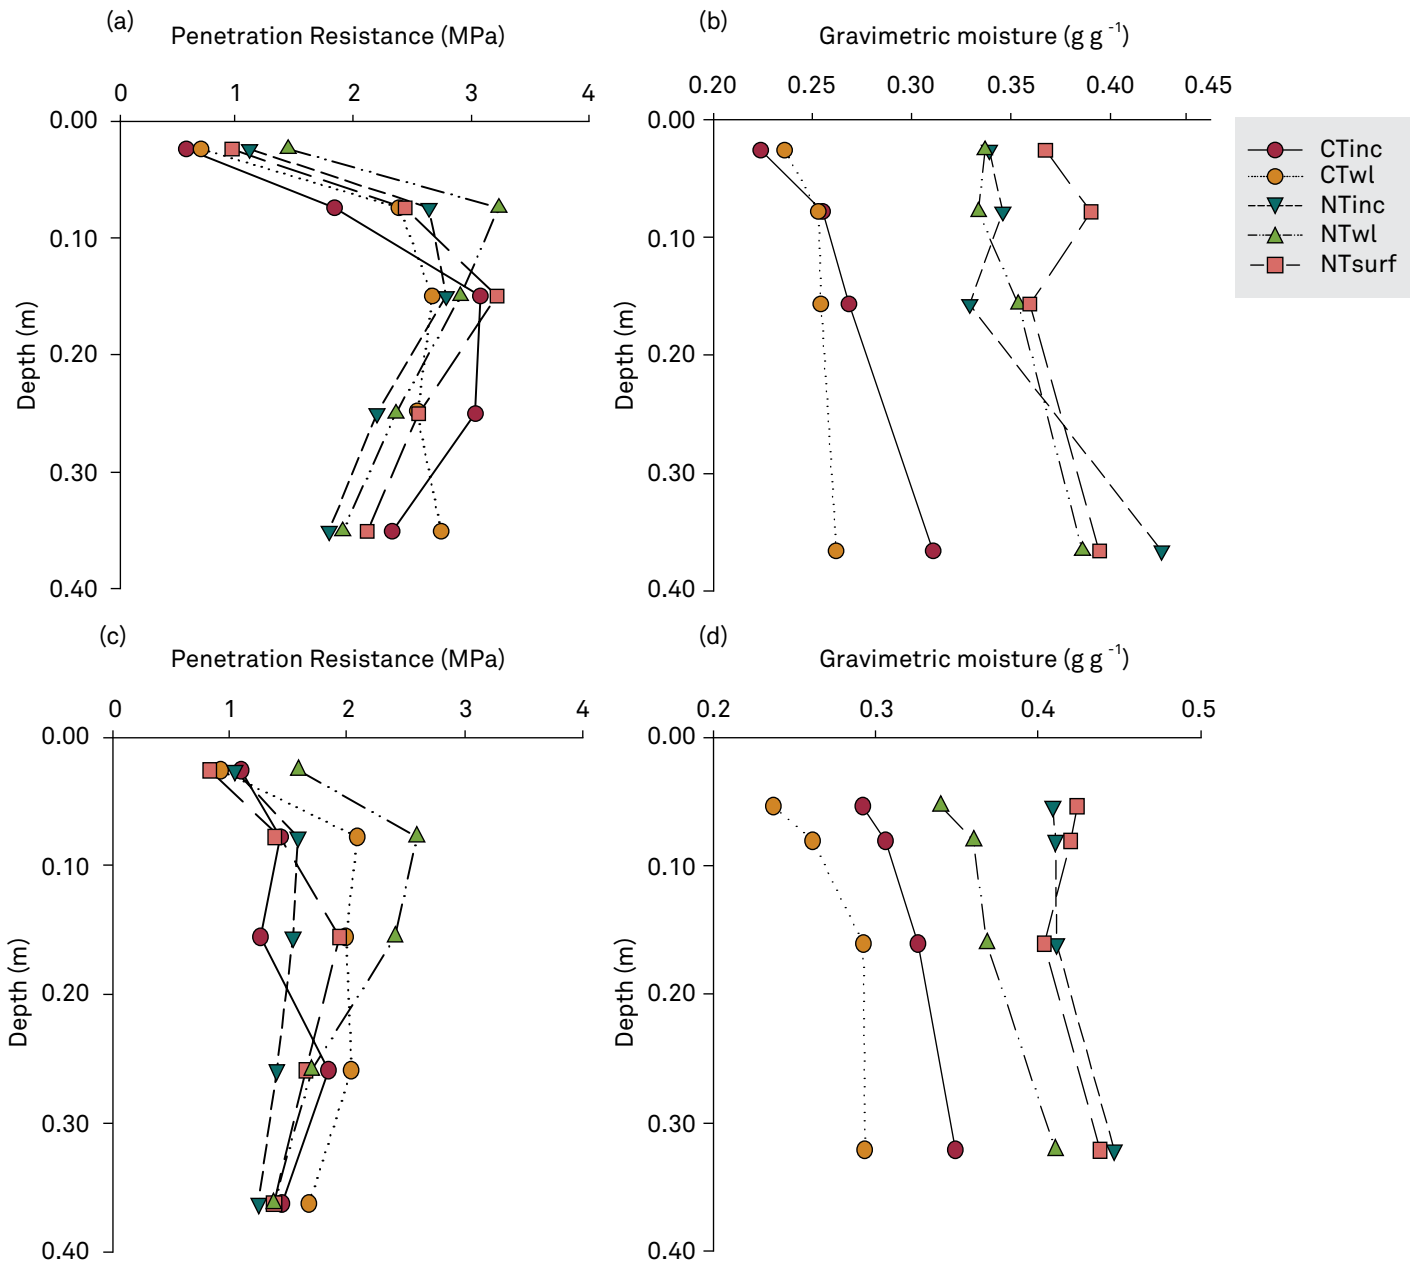 (a)
Penetration Resistance (MPa)
0 1 2 3 4
0.00
0.10
0.20
0.30
0.40
Depth (m)
(b)
Gravimetric moisture (g g -1)
0.20 0.25 0.30 0.35 0.40 0.45
0.00
0.10
0.20
0.30
0.40
Depth (m)
CTinc
CTwl
NTinc
NTwl
NTsurf
(c)
Penetration Resistance (MPa)
0 1 2 3 4
0.00
0.10
0.20
0.30
0.40
Depth (m)
(d)
Gravimetric moisture (g g -1)
0.2 0.3 0.4 0.5
0.00
0.10
0.20
0.30
0.40
Depth (m)